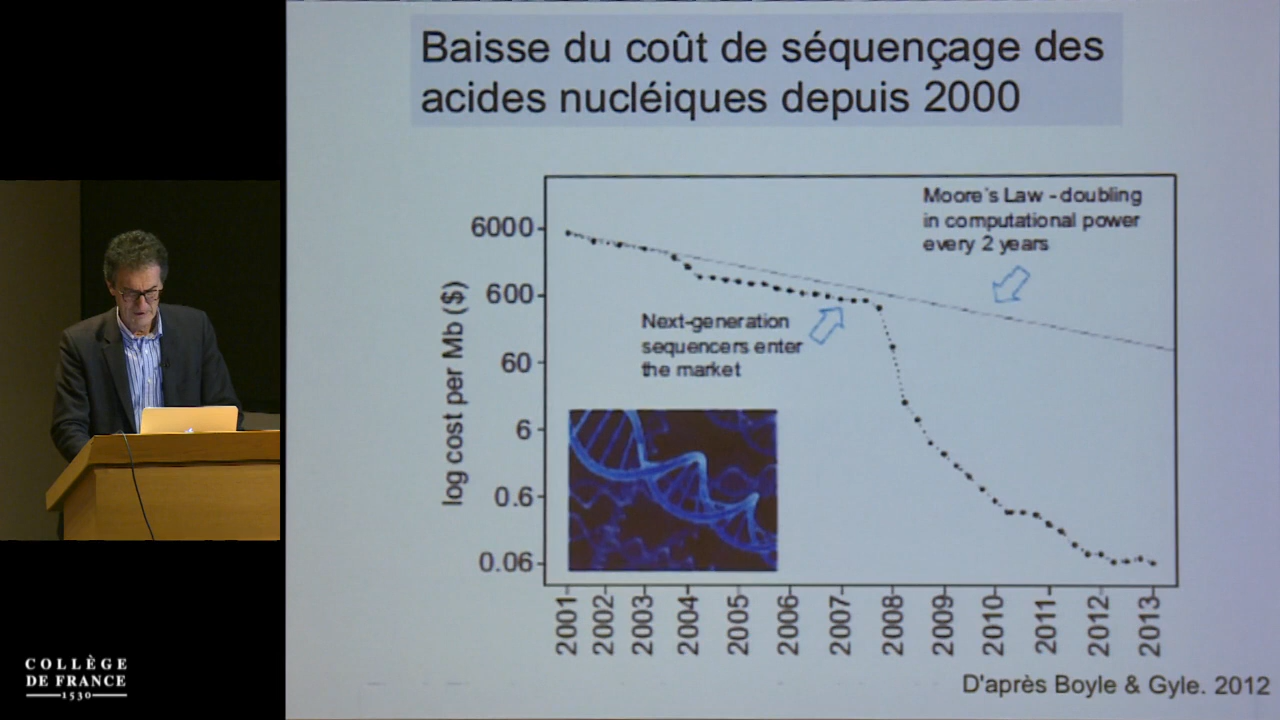 Baisse du coût de séquençage des
acides nucléiques depuis 2000
Moore's Law - doubling
in computational power
every 2 years
Next-generation
sequencers enter
the market
log cost per Mb ($)
6000
600
60
6
0.6
0.06
2001
2002
2003
2004
2005
2006
2007
2008
2009
2010
2011
2012
2013
D'après Boyle & Gyle. 2012
COLLÈGE
DE FRANCE
1530